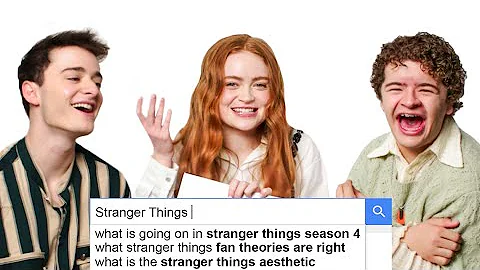 Stranger Things
what is going on in stranger things season 4
what stranger things fan theories are right
what is the stranger things aesthetic